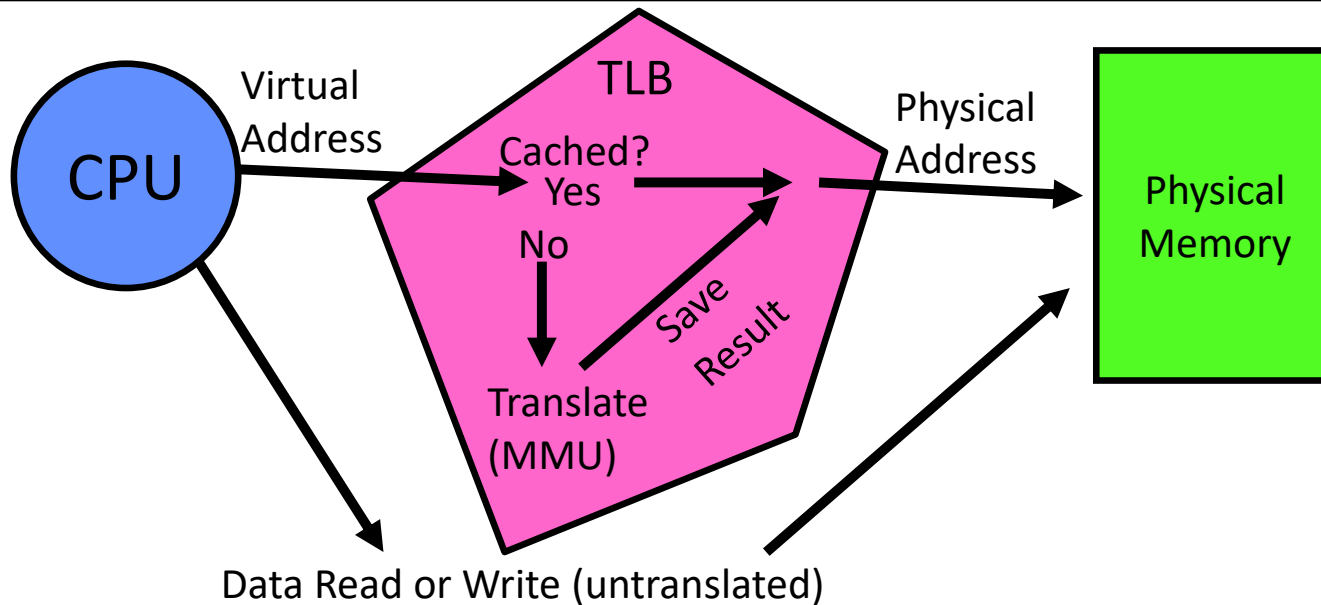 CPU
Virtual
Address
TLB
Cached?
Yes
No
Save
Result
Translate
(MMU)
Physical
Address
Physical
Memory
Data Read or Write (untranslated)